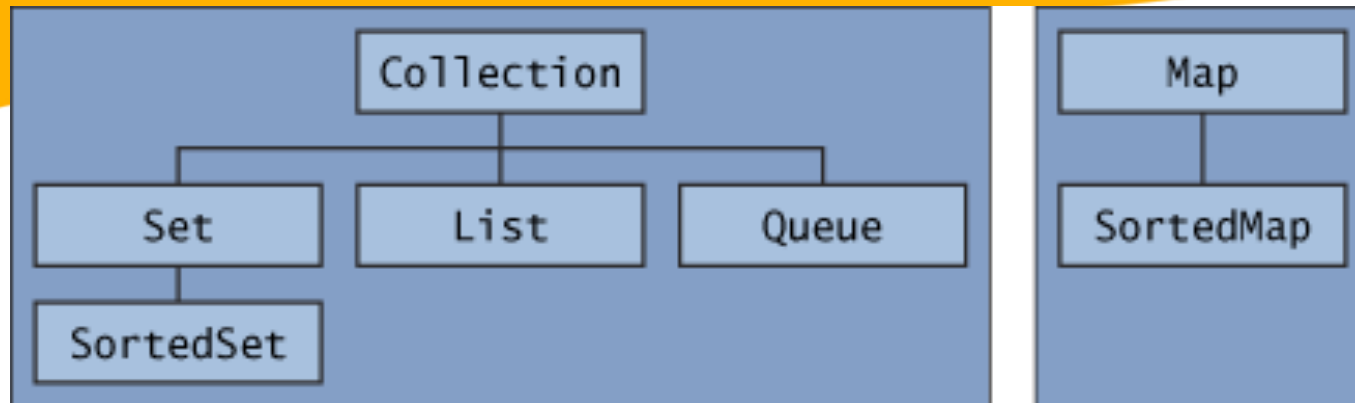 Collection
Map
Set
List
Queue
SortedMap
SortedSet